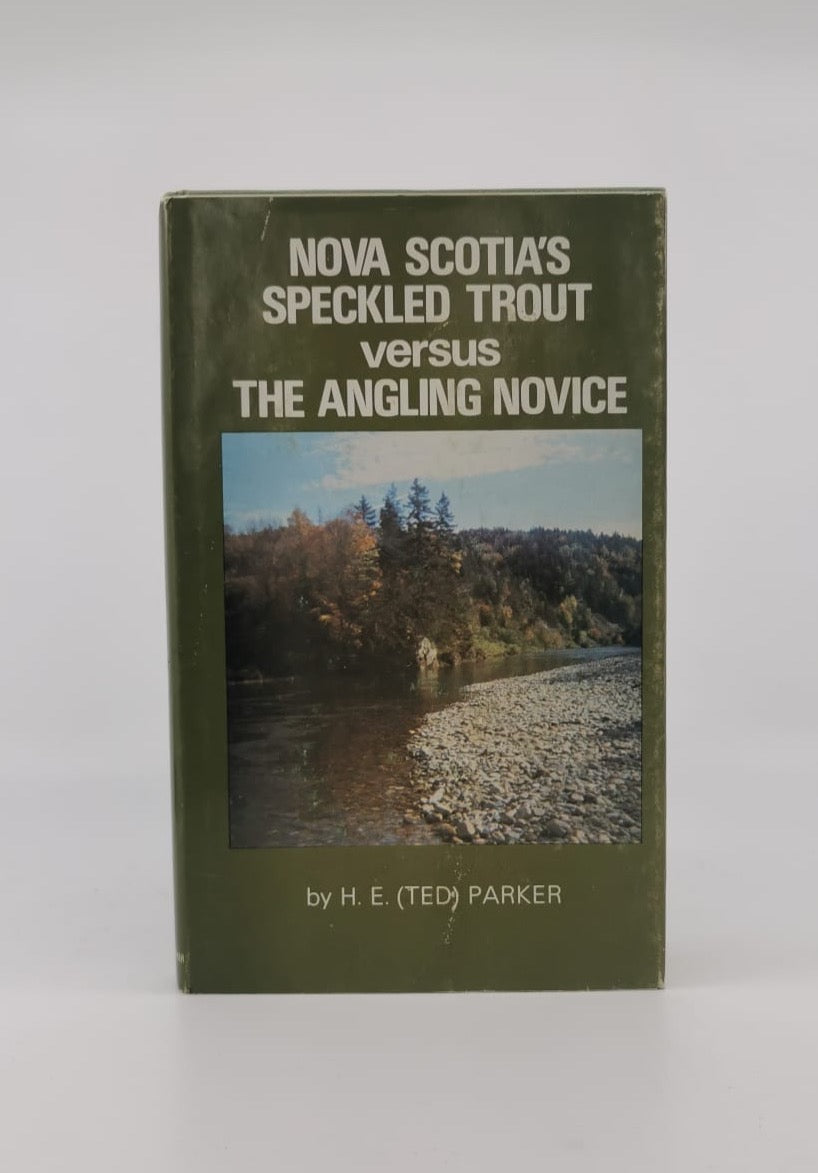 NOVA SCOTIA'S
SPECKLED TROUT
versus
THE ANGLING NOVICE
by H. E. (TED) PARKER